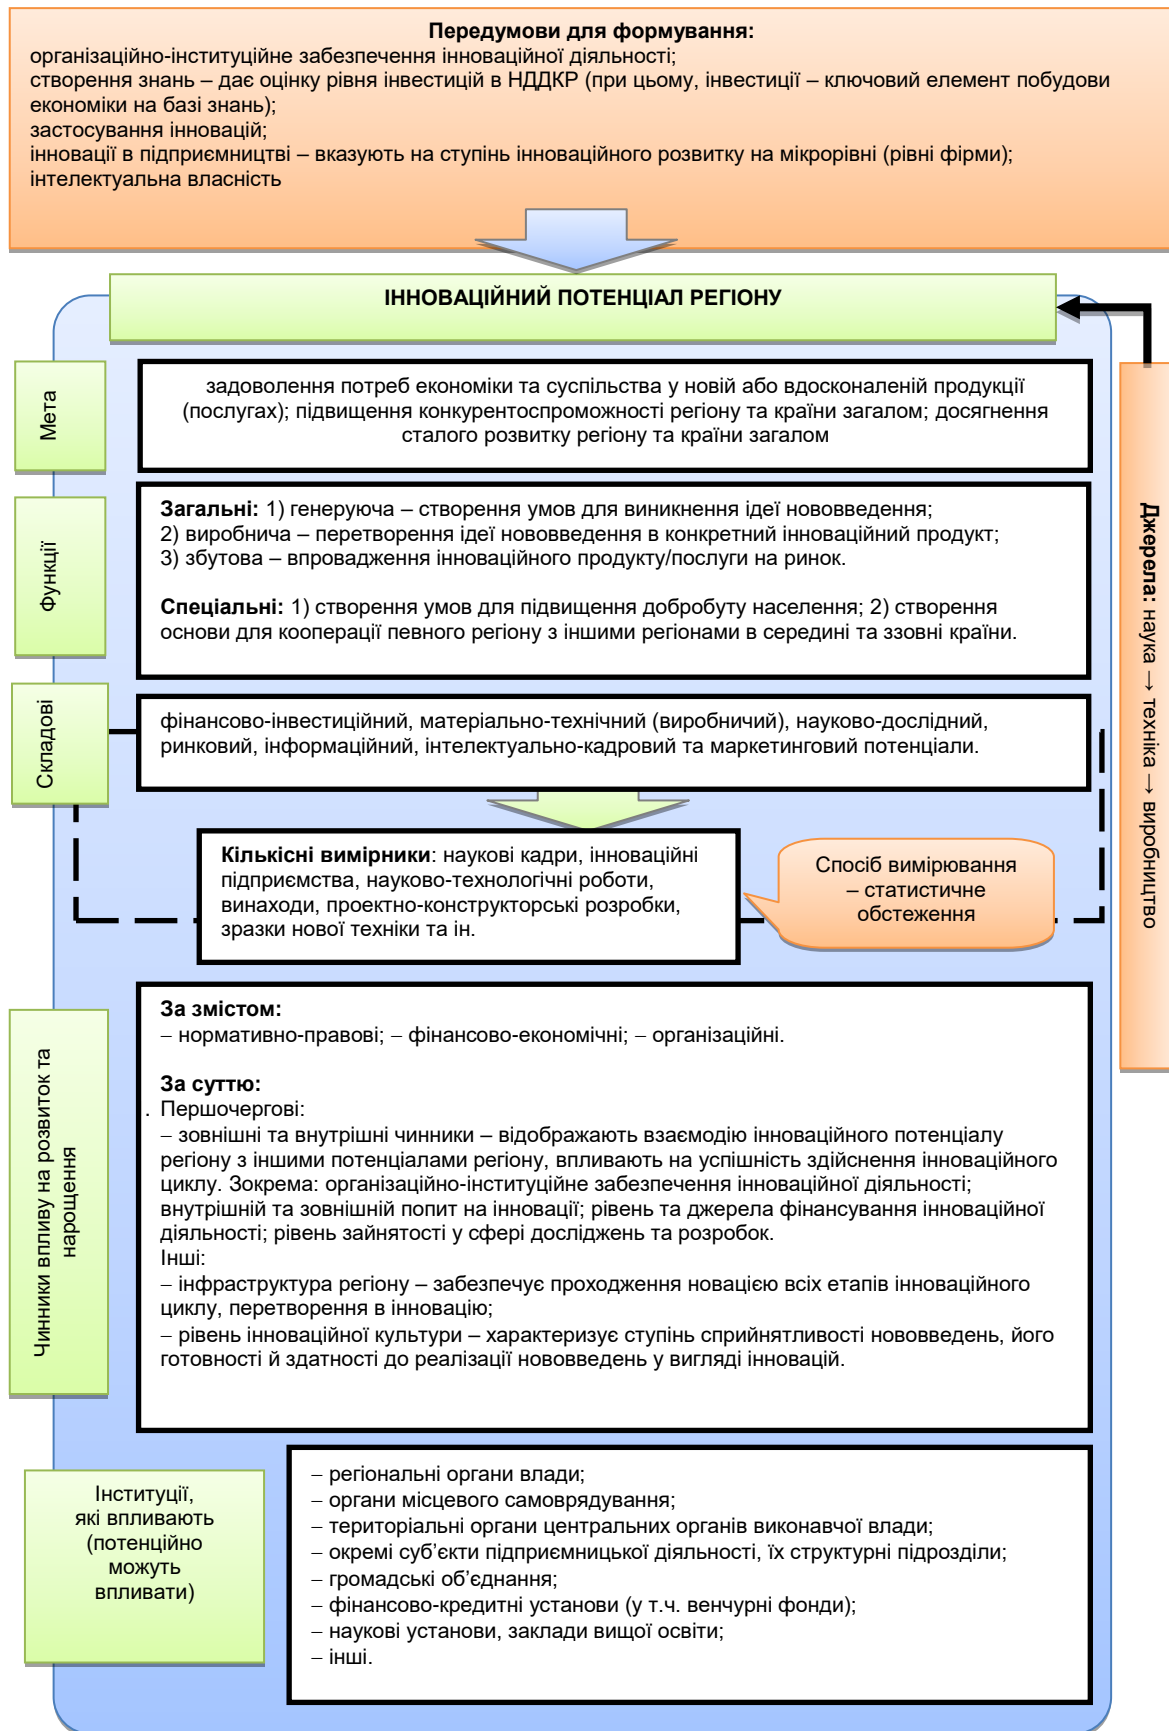 Передумови для формування:
організаційно-інституційне забезпечення інноваційної діяльності;
створення знань – дає оцінку рівня інвестицій в НДДКР (при цьому, інвестиції – ключовий елемент побудови
економіки на базі знань);
застосування інновацій;
інновації в підприємництві – вказують на ступінь інноваційного розвитку на мікрорівні (рівні фірми);
інтелектуальна власність
ІННОВАЦІЙНИЙ ПОТЕНЦІАЛ РЕГІОНУ
Мета
задоволення потреб економіки та суспільства у новій або вдосконаленій продукції
(послугах); підвищення конкурентоспроможності регіону та країни загалом; досягнення
сталого розвитку регіону та країни загалом
Функції
Загальні: 1) генеруюча – створення умов для виникнення ідеї нововведення;
2) виробнича – перетворення ідеї нововведення в конкретний інноваційний продукт;
3) збутова – впровадження інноваційного продукту/послуги на ринок.
Спеціальні: 1) створення умов для підвищення добробуту населення; 2) створення
основи для кооперації певного регіону з іншими регіонами в середині та ззовні країни.
Джерела: наука → техніка → виробництво
Складові
фінансово-інвестиційний, матеріально-технічний (виробничий), науково-дослідний,
ринковий, інформаційний, інтелектуально-кадровий та маркетинговий потенціали.
Кількісні вимірники: наукові кадри, інноваційні
підприємства, науково-технологічні роботи,
винаходи, проектно-конструкторські розробки,
зразки нової техніки та ін.
Спосіб вимірювання
– статистичне
обстеження
Чинники впливу на розвиток та
нарощення
За змістом:
– нормативно-правові; – фінансово-економічні; – організаційні.
За суттю:
. Першочергові:
– зовнішні та внутрішні чинники – відображають взаємодію інноваційного потенціалу
регіону з іншими потенціалами регіону, впливають на успішність здійснення інноваційного
циклу. Зокрема: організаційно-інституційне забезпечення інноваційної діяльності;
внутрішній та зовнішній попит на інновації; рівень та джерела фінансування інноваційної
діяльності; рівень зайнятості у сфері досліджень та розробок.
Інші:
– інфраструктура регіону – забезпечує проходження новацією всіх етапів інноваційного
циклу, перетворення в інновацію;
– рівень інноваційної культури – характеризує ступінь сприйнятливості нововведень, його
готовності й здатності до реалізації нововведень у вигляді інновацій.
Інституції,
які впливають
(потенційно
можуть
впливати)
– регіональні органи влади;
– органи місцевого самоврядування;
– територіальні органи центральних органів виконавчої влади;
– окремі суб’єкти підприємницької діяльності, їх структурні підрозділи;
– громадські об’єднання;
– фінансово-кредитні установи (у т.ч. венчурні фонди);
– наукові установи, заклади вищої освіти;
– інші.